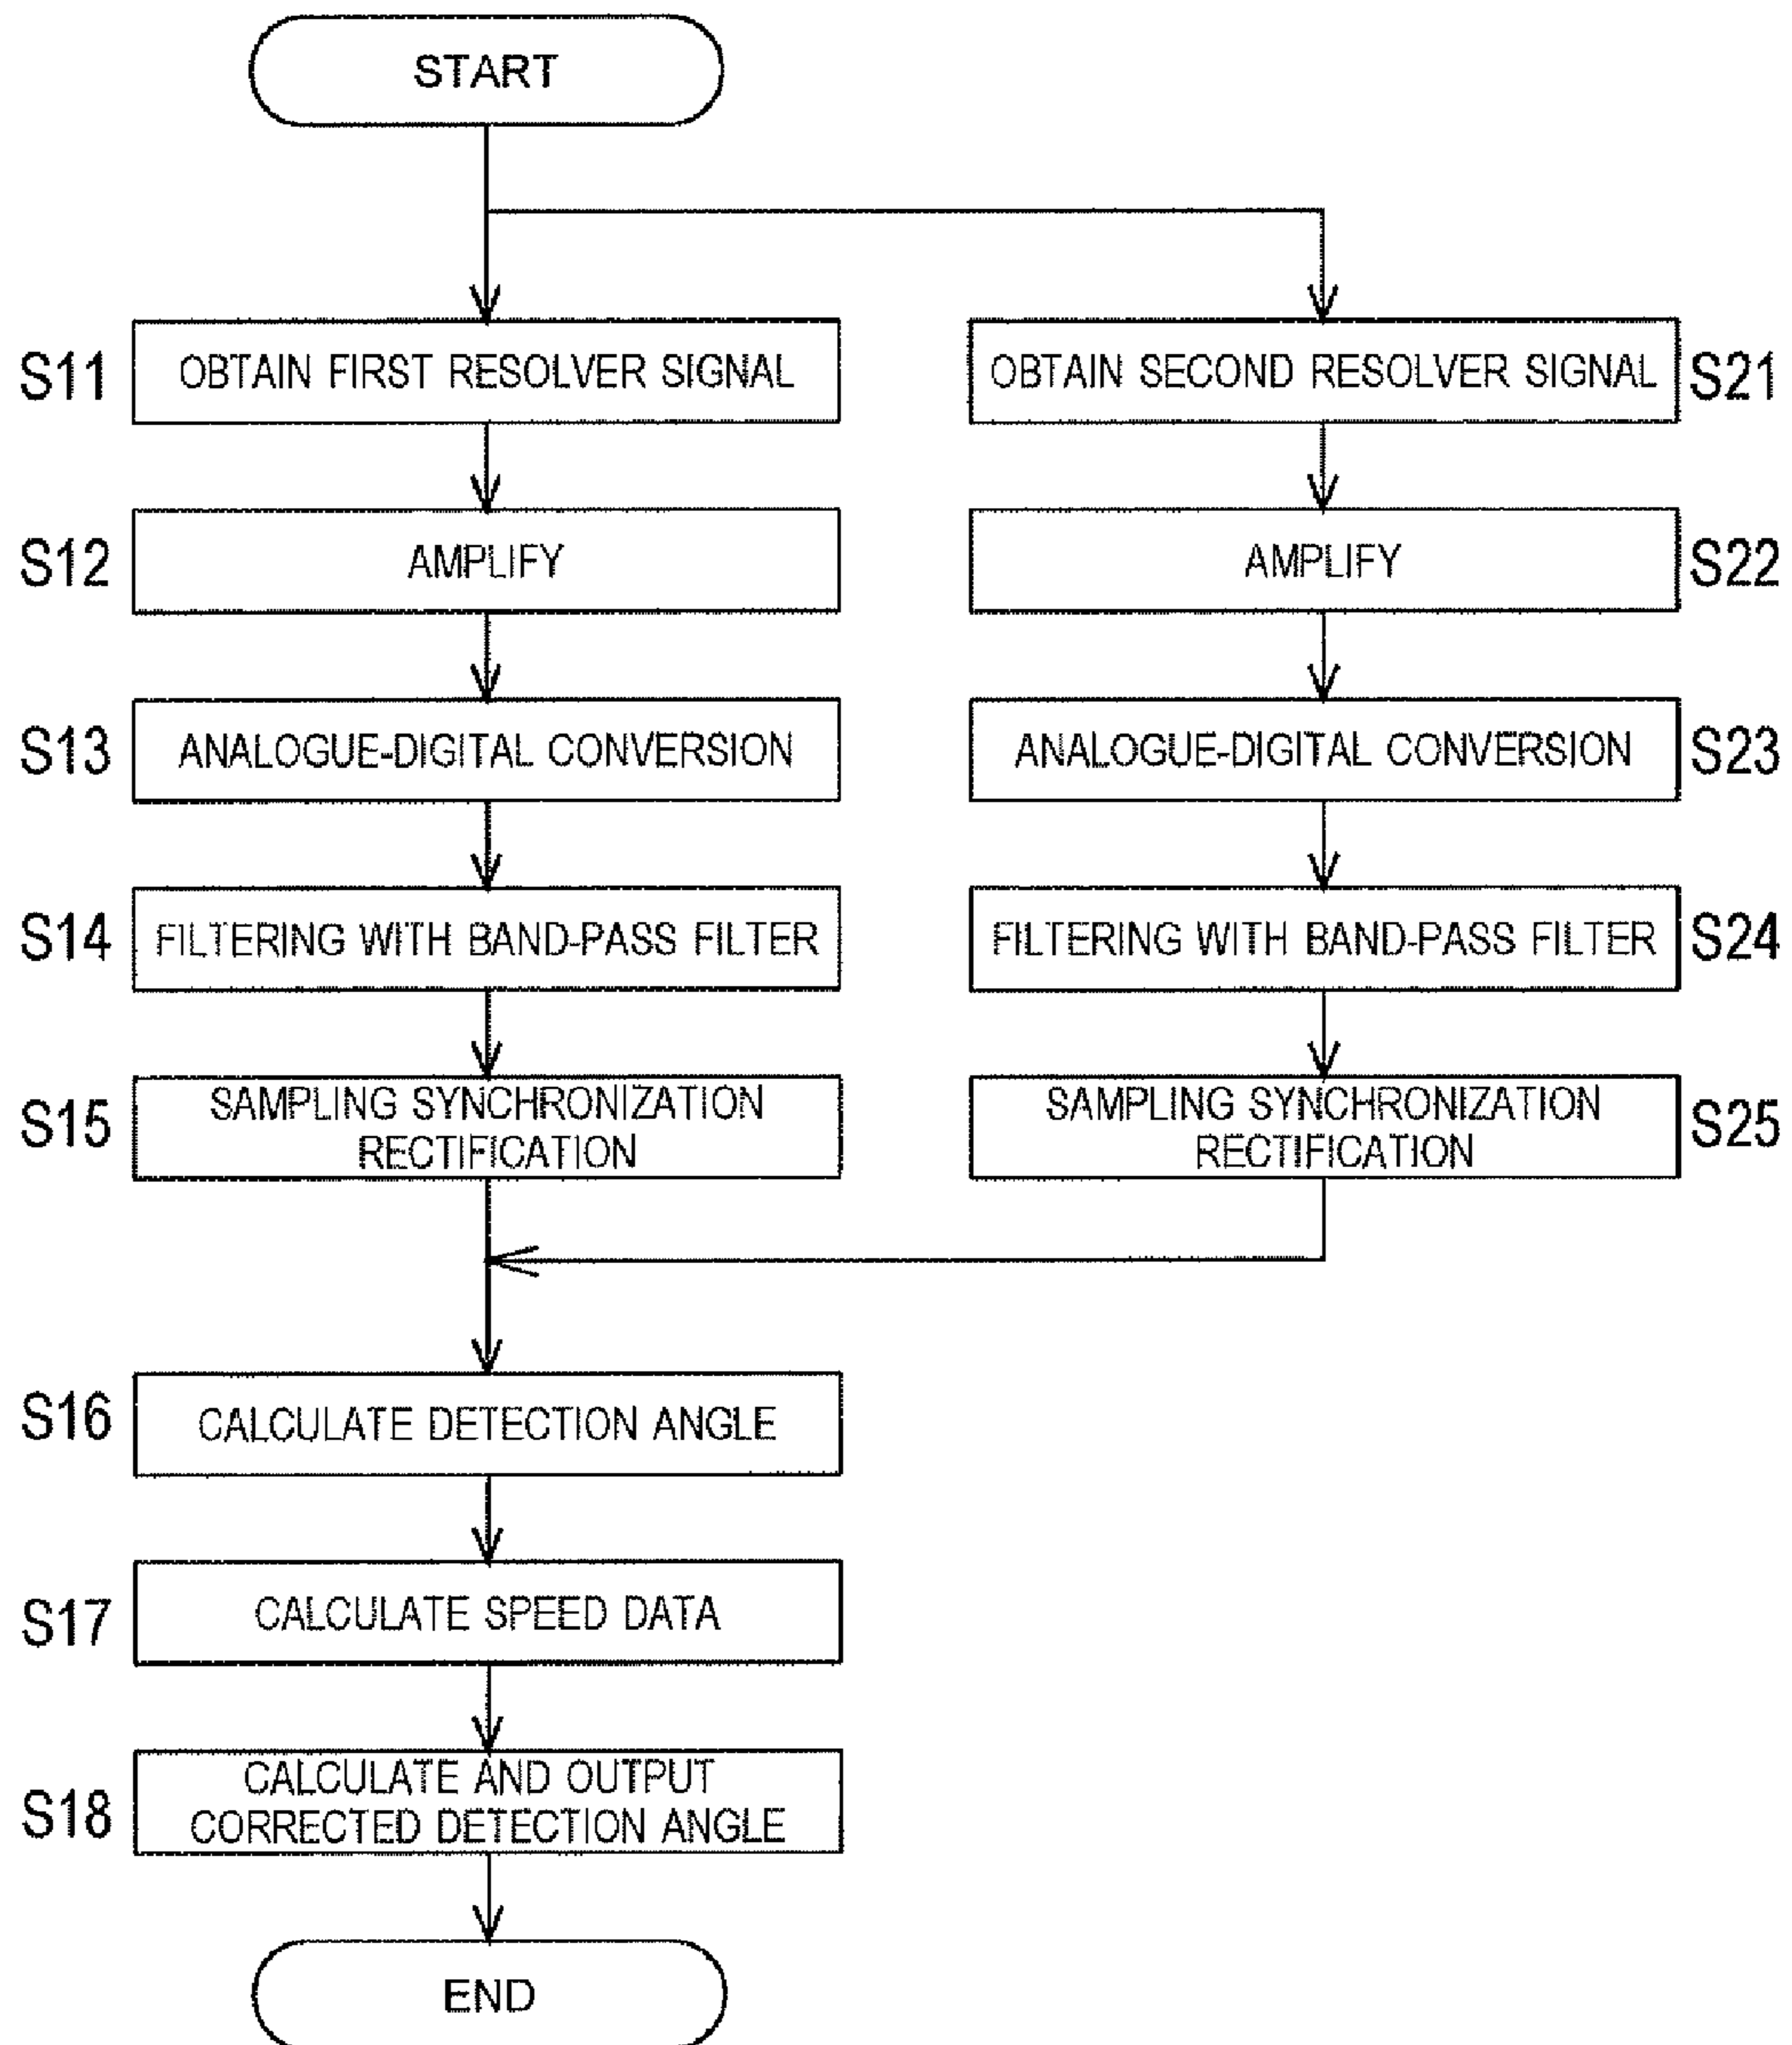 START
S11
OBTAIN FIRST RESOLVER SIGNAL
OBTAIN SECOND RESOLVER SIGNAL
S21
S12
AMPLIFY
AMPLIFY
S22
S13
ANALOGUE-DIGITAL CONVERSION
ANALOGUE-DIGITAL CONVERSION
S23
S14
FILTERING WITH BAND-PASS FILTER
FILTERING WITH BAND-PASS FILTER
S24
S15
SAMPLING SYNCHRONIZATION
RECTIFICATION
SAMPLING SYNCHRONIZATION
RECTIFICATION
S25
S16
CALCULATE DETECTION ANGLE
S17
CALCULATE SPEED DATA
S18
CALCULATE AND OUTPUT
CORRECTED DETECTION ANGLE
END